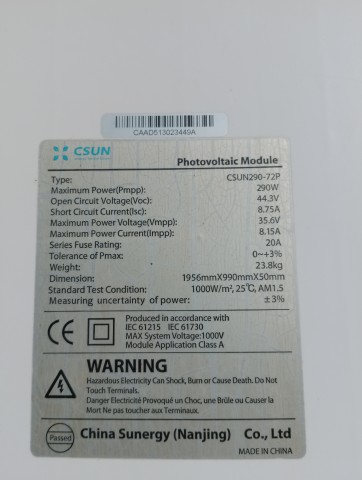 CAAD513023449A
CSUN
Photovoltaic Module
Type: CSUN290-72P
Maximum Power(Pmpp): 290W
Open Circuit Voltage(Voc): 44.3V
Short Circuit Current(Isc): 8.75A
Maximum Power Voltage(Vmpp): 35.6V
Maximum Power Current(Impp): 8.15A
Series Fuse Rating: 20A
Tolerance of Pmax: 0~+3%
Weight: 23.8kg
Dimension: 1956mmX990mmX50mm
Standard Test Condition: 1000W/m², 25℃, AM1.5
Measuring uncertainty of power: ±3%
CE
Produced in accordance with
IEC 61215 IEC 61730
MAX System Voltage:1000V
Module Application Class A
WARNING
Hazardous Electricity Can Shock, Burn or Cause Death. Do Not
Touch Terminals.
Danger Electricité Provoqué un Choc, une Brûle ou Causez la
Mort Ne pas toucher aux Terminaux.
Passed
China Sunergy (Nanjing) Co., Ltd
MADE IN CHINA